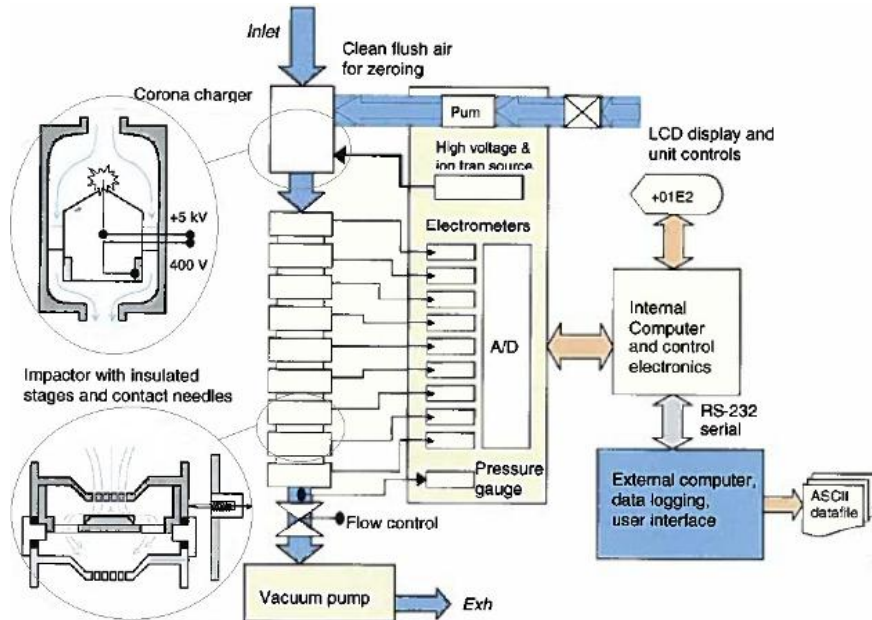 Inlet
Clean flush air
for zeroing
Corona charger
Pum
High voltage &
ion tran source
LCD display and
unit controls
+01E2
+5 kV
400 V
Electrometers
A/D
Internal
Computer
and control
electronics
Impactor with insulated
stages and contact needles
RS-232
serial
Pressure
gauge
External computer,
data logging,
user interface
ASCII
datafile
Flow control
Vacuum pump
Exh